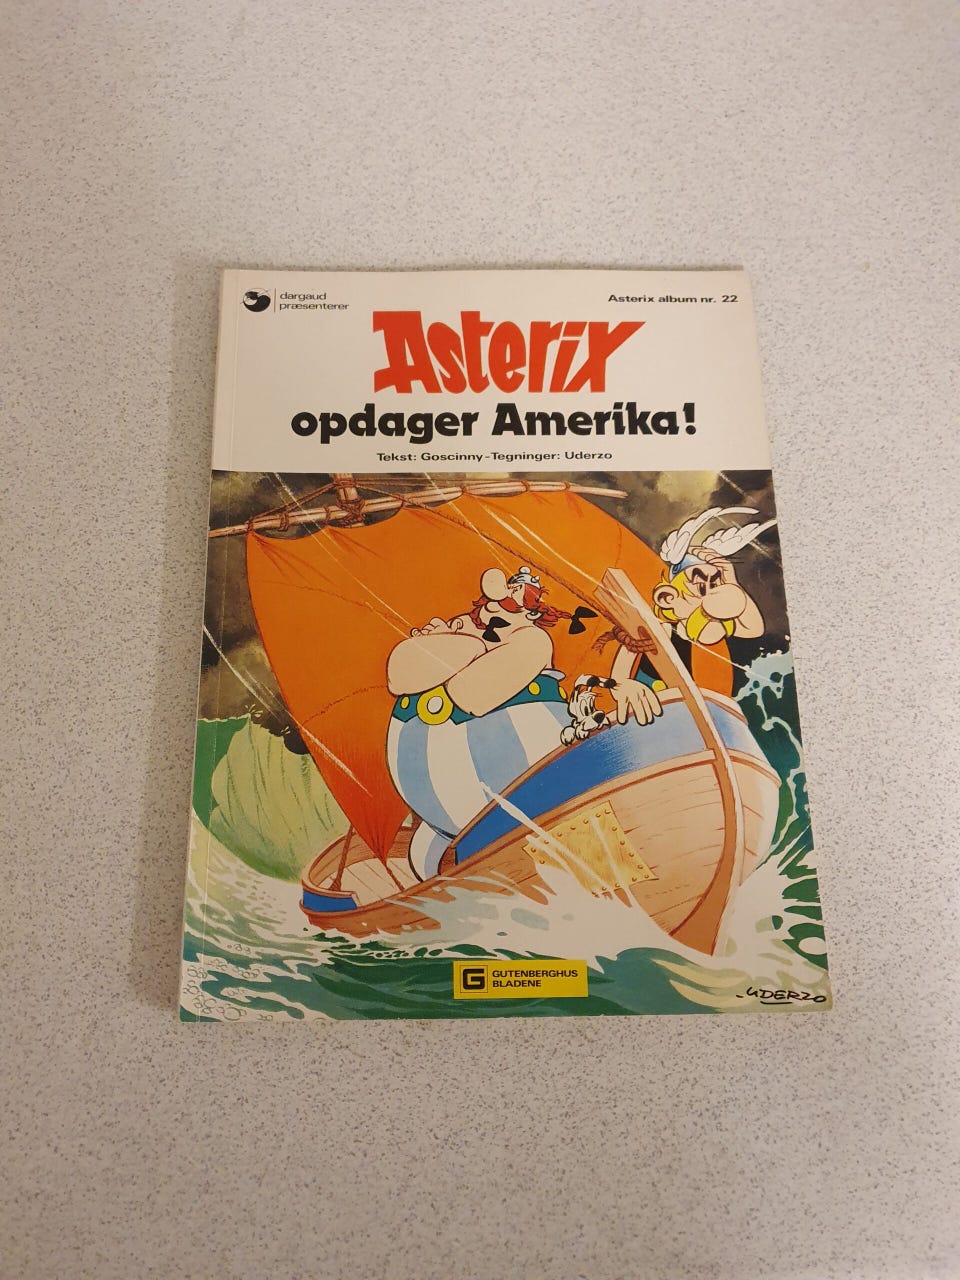 dargaud
præsenterer
Asterix album nr. 22
Asterix
opdager Amerika!
Tekst: Goscinny-Tegninger: Uderzo
G GUTENBERGHUS
BLADENE
UDERZO